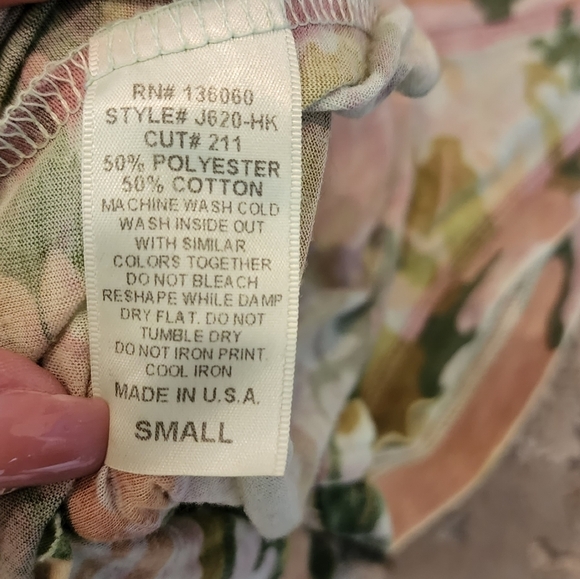 RN# 136060
STYLE# J620-HK
CUT# 211
50% POLYESTER
50% COTTON
MACHINE WASH COLD
WASH INSIDE OUT
WITH SIMILAR
COLORS TOGETHER
DO NOT BLEACH
RESHAPE WHILE DAMP
DRY FLAT. DO NOT
TUMBLE DRY
DO NOT IRON PRINT.
COOL IRON
MADE IN U.S.A.
SMALL